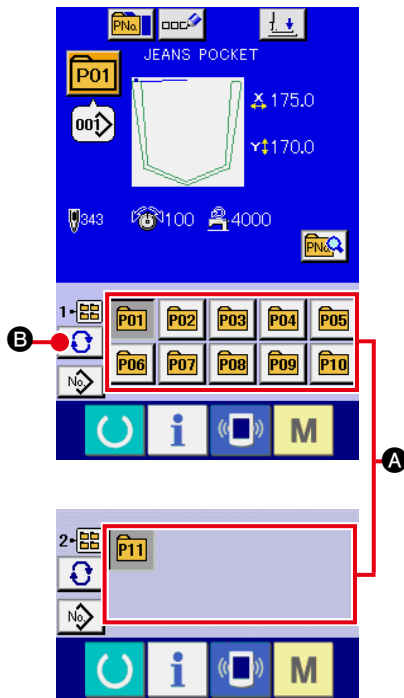 PNo.
JEANS POCKET
P01
001
X 175.0
Y 170.0
343 100 4000
PNo.
1- P01 P02 P03 P04 P05
B
P06 P07 P08 P09 P10
No.
i M
A
2- P11
No.
i M